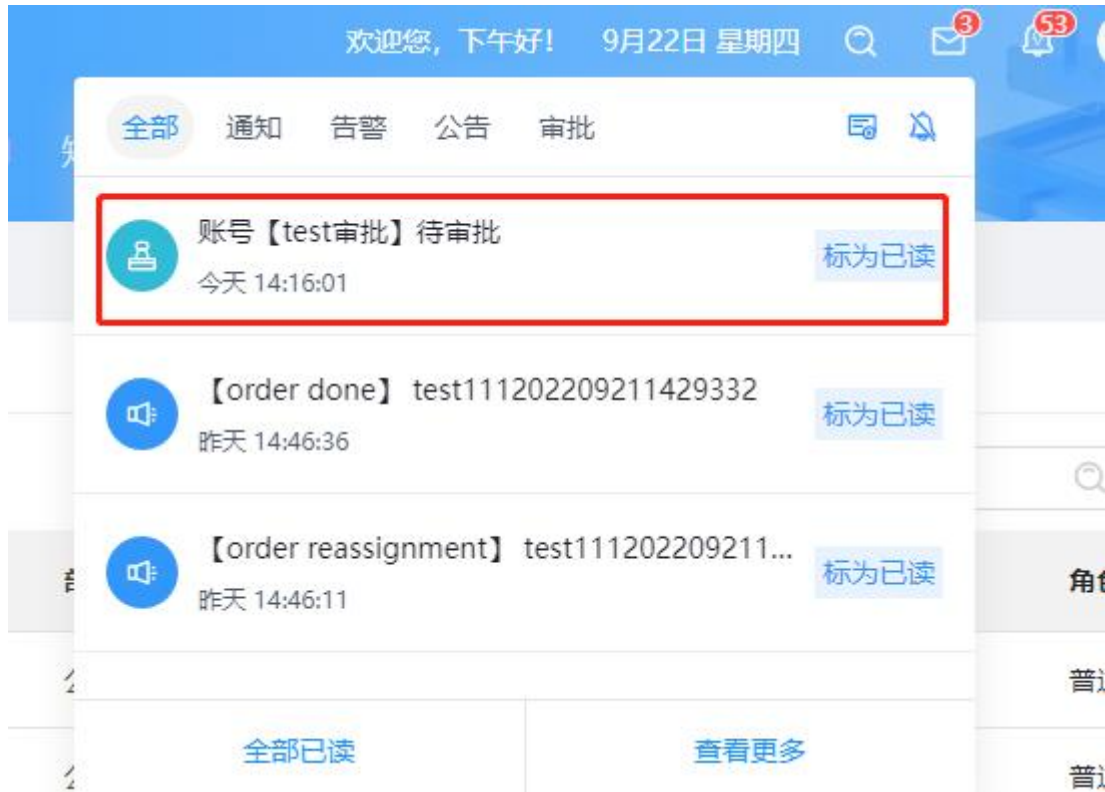 欢迎您，下午好！ 9月22日 星期四 3 53
全部 通知 告警 公告 审批
账号【test审批】待审批
标为已读
今天 14:16:01
【order done】 test111202209211429332
标为已读
昨天 14:46:36
【order reassignment】 test111202209211...
标为已读
昨天 14:46:11
角
普
全部已读 查看更多
普